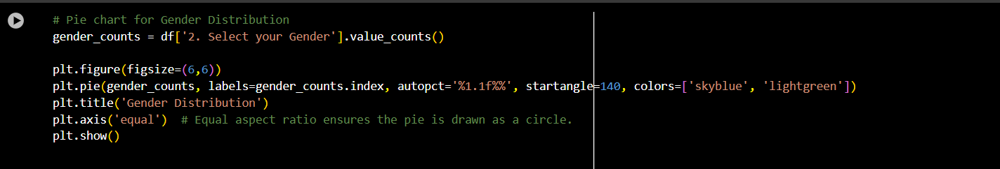 # Pie chart for Gender Distribution
gender_counts = df['2. Select your Gender'].value_counts()
plt.figure(figsize=(6,6))
plt.pie(gender_counts, labels=gender_counts.index, autopct='%1.1f%%', startangle=140, colors=['skyblue', 'lightgreen'])
plt.title('Gender Distribution')
plt.axis('equal')  # Equal aspect ratio ensures the pie is drawn as a circle.
plt.show()